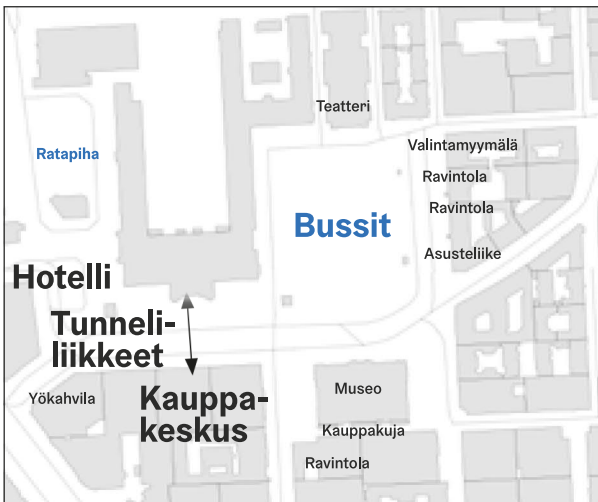 Teatteri
Valintamyymälä
Ratapiha
Ravintola
Ravintola
Bussit
Asusteliike
Hotelli
Tunneli-
liikkeet
Yökahvila
Kauppa-
keskus
Museo
Kauppakuja
Ravintola